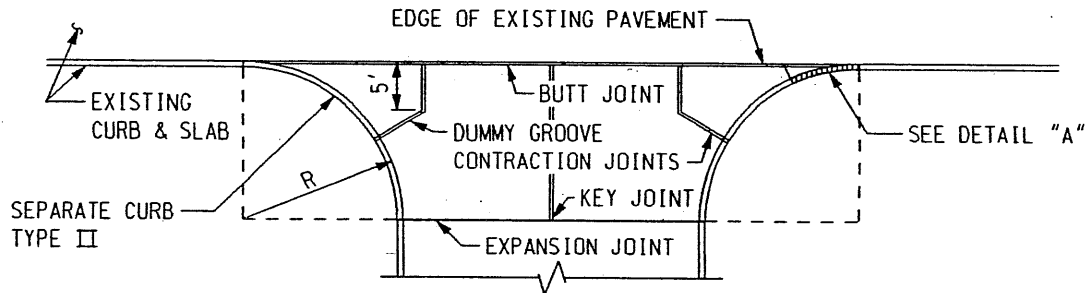 EDGE OF EXISTING PAVEMENT
5'
EXISTING
CURB & SLAB
BUTT JOINT
DUMMY GROOVE
CONTRACTION JOINTS
SEE DETAIL "A"
R
SEPARATE CURB
TYPE II
KEY JOINT
EXPANSION JOINT